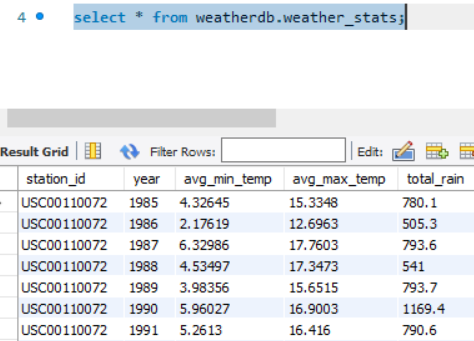 4 select * from weatherdb.weather_stats;
Result Grid Filter Rows: Edit:
station_id year avg_min_temp avg_max_temp total_rain
USC00110072 1985 4.32645 15.3348 780.1
USC00110072 1986 2.17619 12.6963 505.3
USC00110072 1987 6.32986 17.7603 793.6
USC00110072 1988 4.53497 17.3473 541
USC00110072 1989 3.98356 15.6515 793.7
USC00110072 1990 5.96027 16.9003 1169.4
USC00110072 1991 5.2613 16.416 790.6